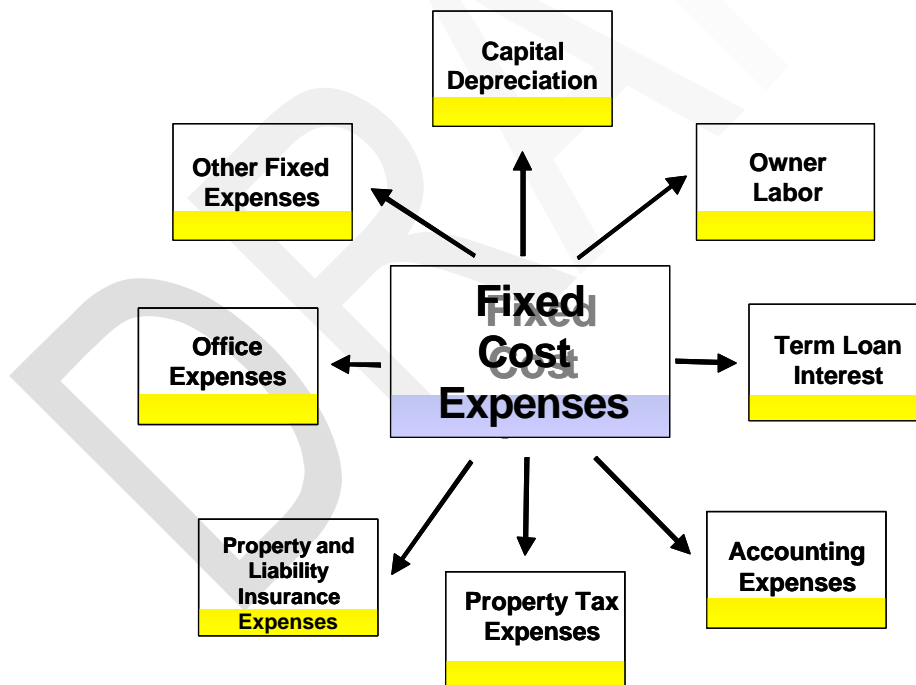 Capital
Depreciation
Other Fixed
Expenses
Owner
Labor
Fixed
Cost
Expenses
Office
Expenses
Term Loan
Interest
Property and
Liability
Insurance
Expenses
Property Tax
Expenses
Accounting
Expenses
DRA